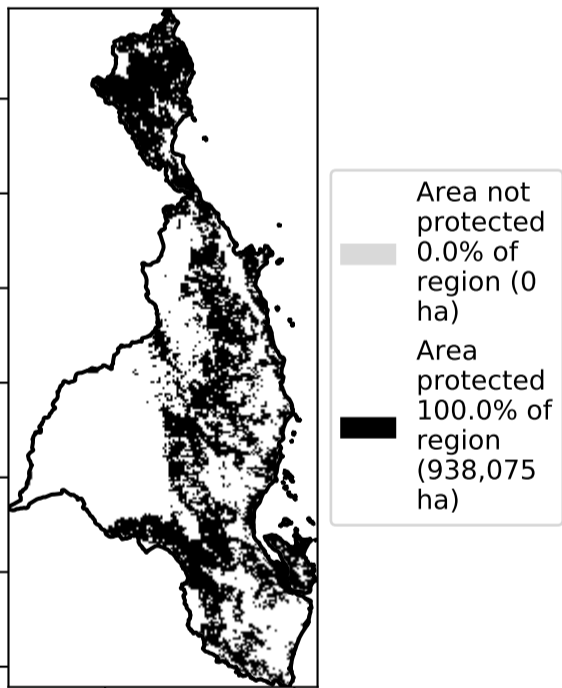 Area not
protected
0.0% of
region (0
ha)
Area
protected
100.0% of
region
(938,075
ha)